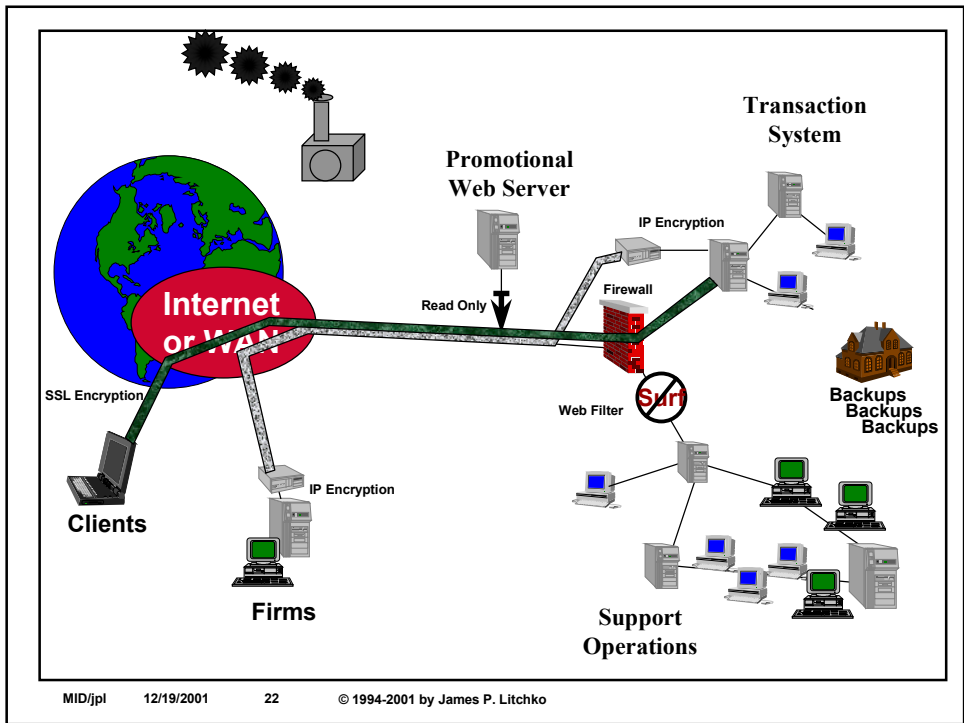 Transaction
System
Promotional
Web Server
IP Encryption
Firewall
Internet
or WAN
Read Only
SSL Encryption
Surf
Web Filter
Backups
Backups
Backups
IP Encryption
Clients
Firms
Support
Operations
MID/jpl 12/19/2001 22 © 1994-2001 by James P. Litchko